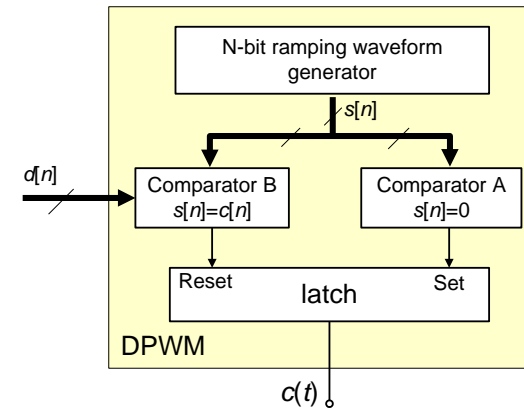 N-bit ramping waveform
generator
s[n]
d[n]
Comparator B
s[n]=c[n]
Comparator A
s[n]=0
Reset
Set
latch
DPWM
c(t)